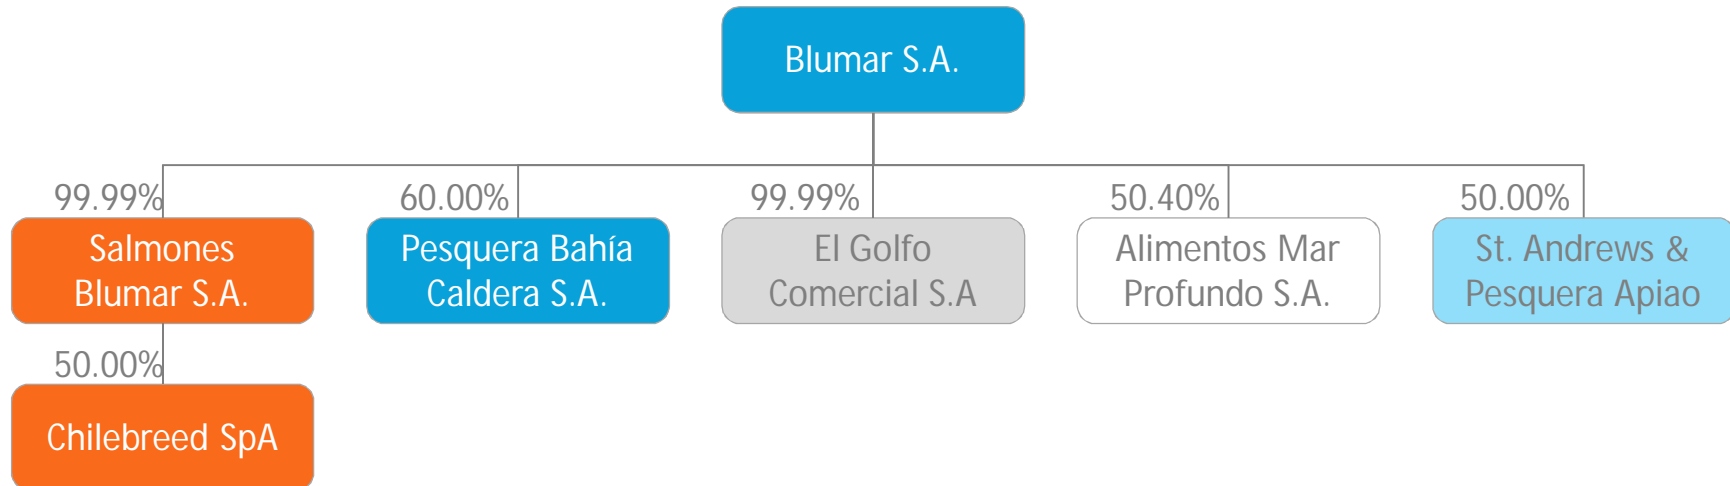 Blumar S.A.
99.99%
60.00%
99.99%
50.40%
50.00%
Salmones
Blumar S.A.
Pesquera Bahía
Caldera S.A.
El Golfo
Comercial S.A
Alimentos Mar
Profundo S.A.
St. Andrews &
Pesquera Apiao
50.00%
Chilebreed SpA